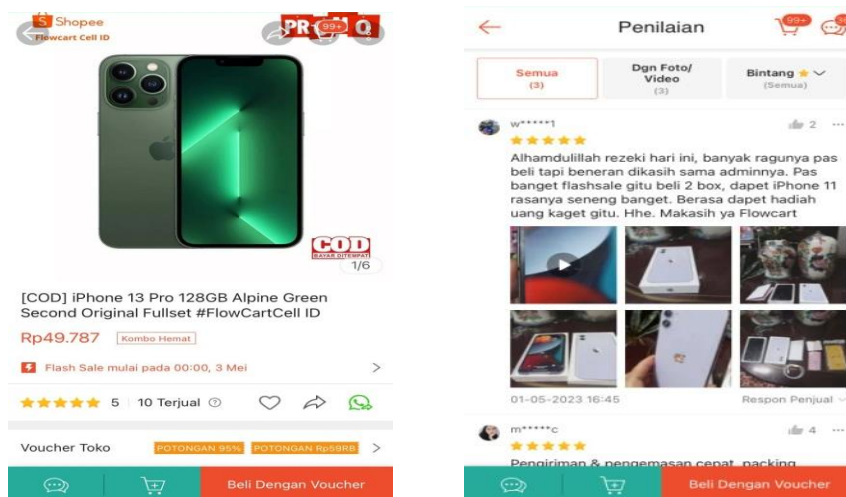 Shopee
Flowcart Cell ID
PR
99+
COD
BAYAR DITEMPAT
1/6
[COD] iPhone 13 Pro 128GB Alpine Green
Second Original Fullset #FlowCartCell ID
Rp49.787 Kombo Hemat
Flash Sale mulai pada 00:00, 3 Mei
5 10 Terjual
Voucher Toko POTONGAN 95% POTONGAN Rp59RB
Beli Dengan Voucher
Penilaian
99+
Semua
(3)
Dgn Foto/
Video
(3)
Bintang
(Semua)
w*****1 2
Alhamdulillah rezeki hari ini, banyak ragunya pas
beli tapi beneran dikasih sama adminnya. Pas
banget flashsale gitu beli 2 box, dapet iPhone 11
rasanya seneng banget. Berasa dapet hadiah
uang kaget gitu. Hhe. Makasih ya Flowcart
01-05-2023 16:45 Respon Penjual
m*****c 4
Pengiriman & pengemasan cepat, packing
Beli Dengan Voucher